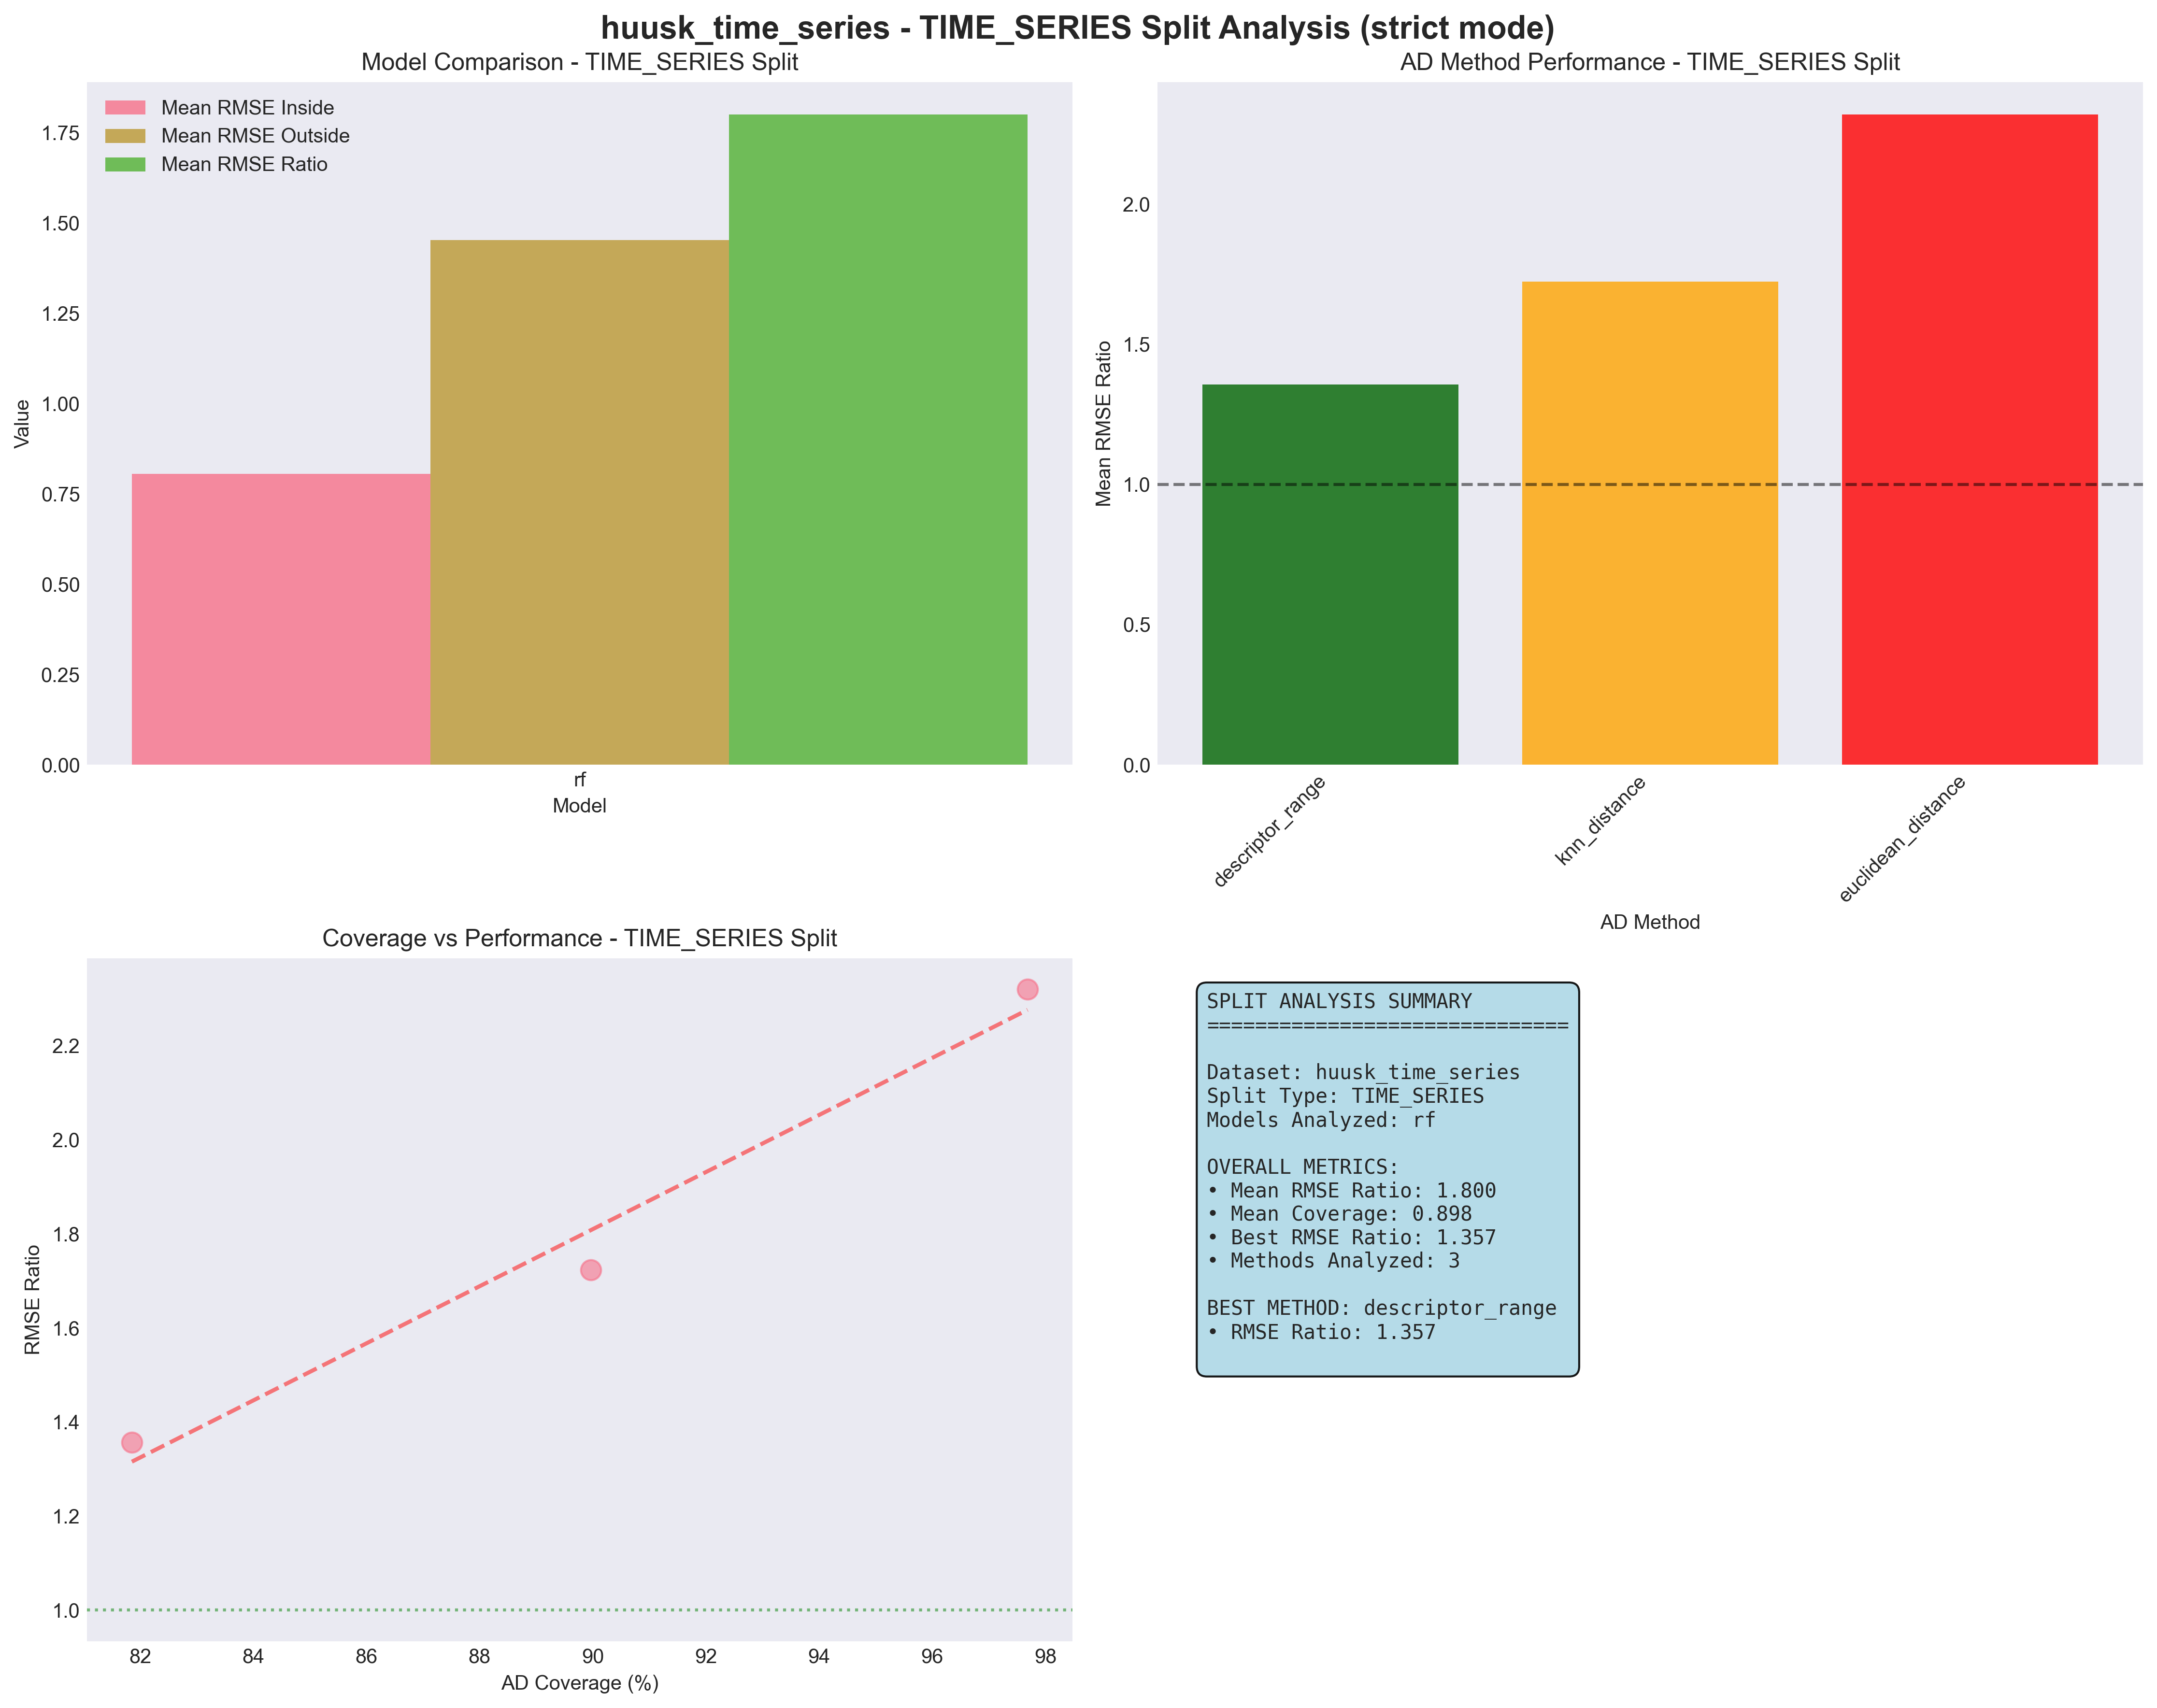 huusk_time_series - TIME_SERIES Split Analysis (strict mode)
Model Comparison - TIME_SERIES Split
Mean RMSE Inside
Mean RMSE Outside
Mean RMSE Ratio
1.75
1.50
1.25
1.00
0.75
0.50
0.25
0.00
Value
rf
Model
AD Method Performance - TIME_SERIES Split
2.0
1.5
1.0
0.5
0.0
Mean RMSE Ratio
descriptor_range
knn_distance
euclidean_distance
AD Method
Coverage vs Performance - TIME_SERIES Split
2.2
2.0
1.8
1.6
1.4
1.2
1.0
RMSE Ratio
82 84 86 88 90 92 94 96 98
AD Coverage (%)
SPLIT ANALYSIS SUMMARY
==============================
Dataset: huusk_time_series
Split Type: TIME_SERIES
Models Analyzed: rf
OVERALL METRICS:
• Mean RMSE Ratio: 1.800
• Mean Coverage: 0.898
• Best RMSE Ratio: 1.357
• Methods Analyzed: 3
BEST METHOD: descriptor_range
• RMSE Ratio: 1.357